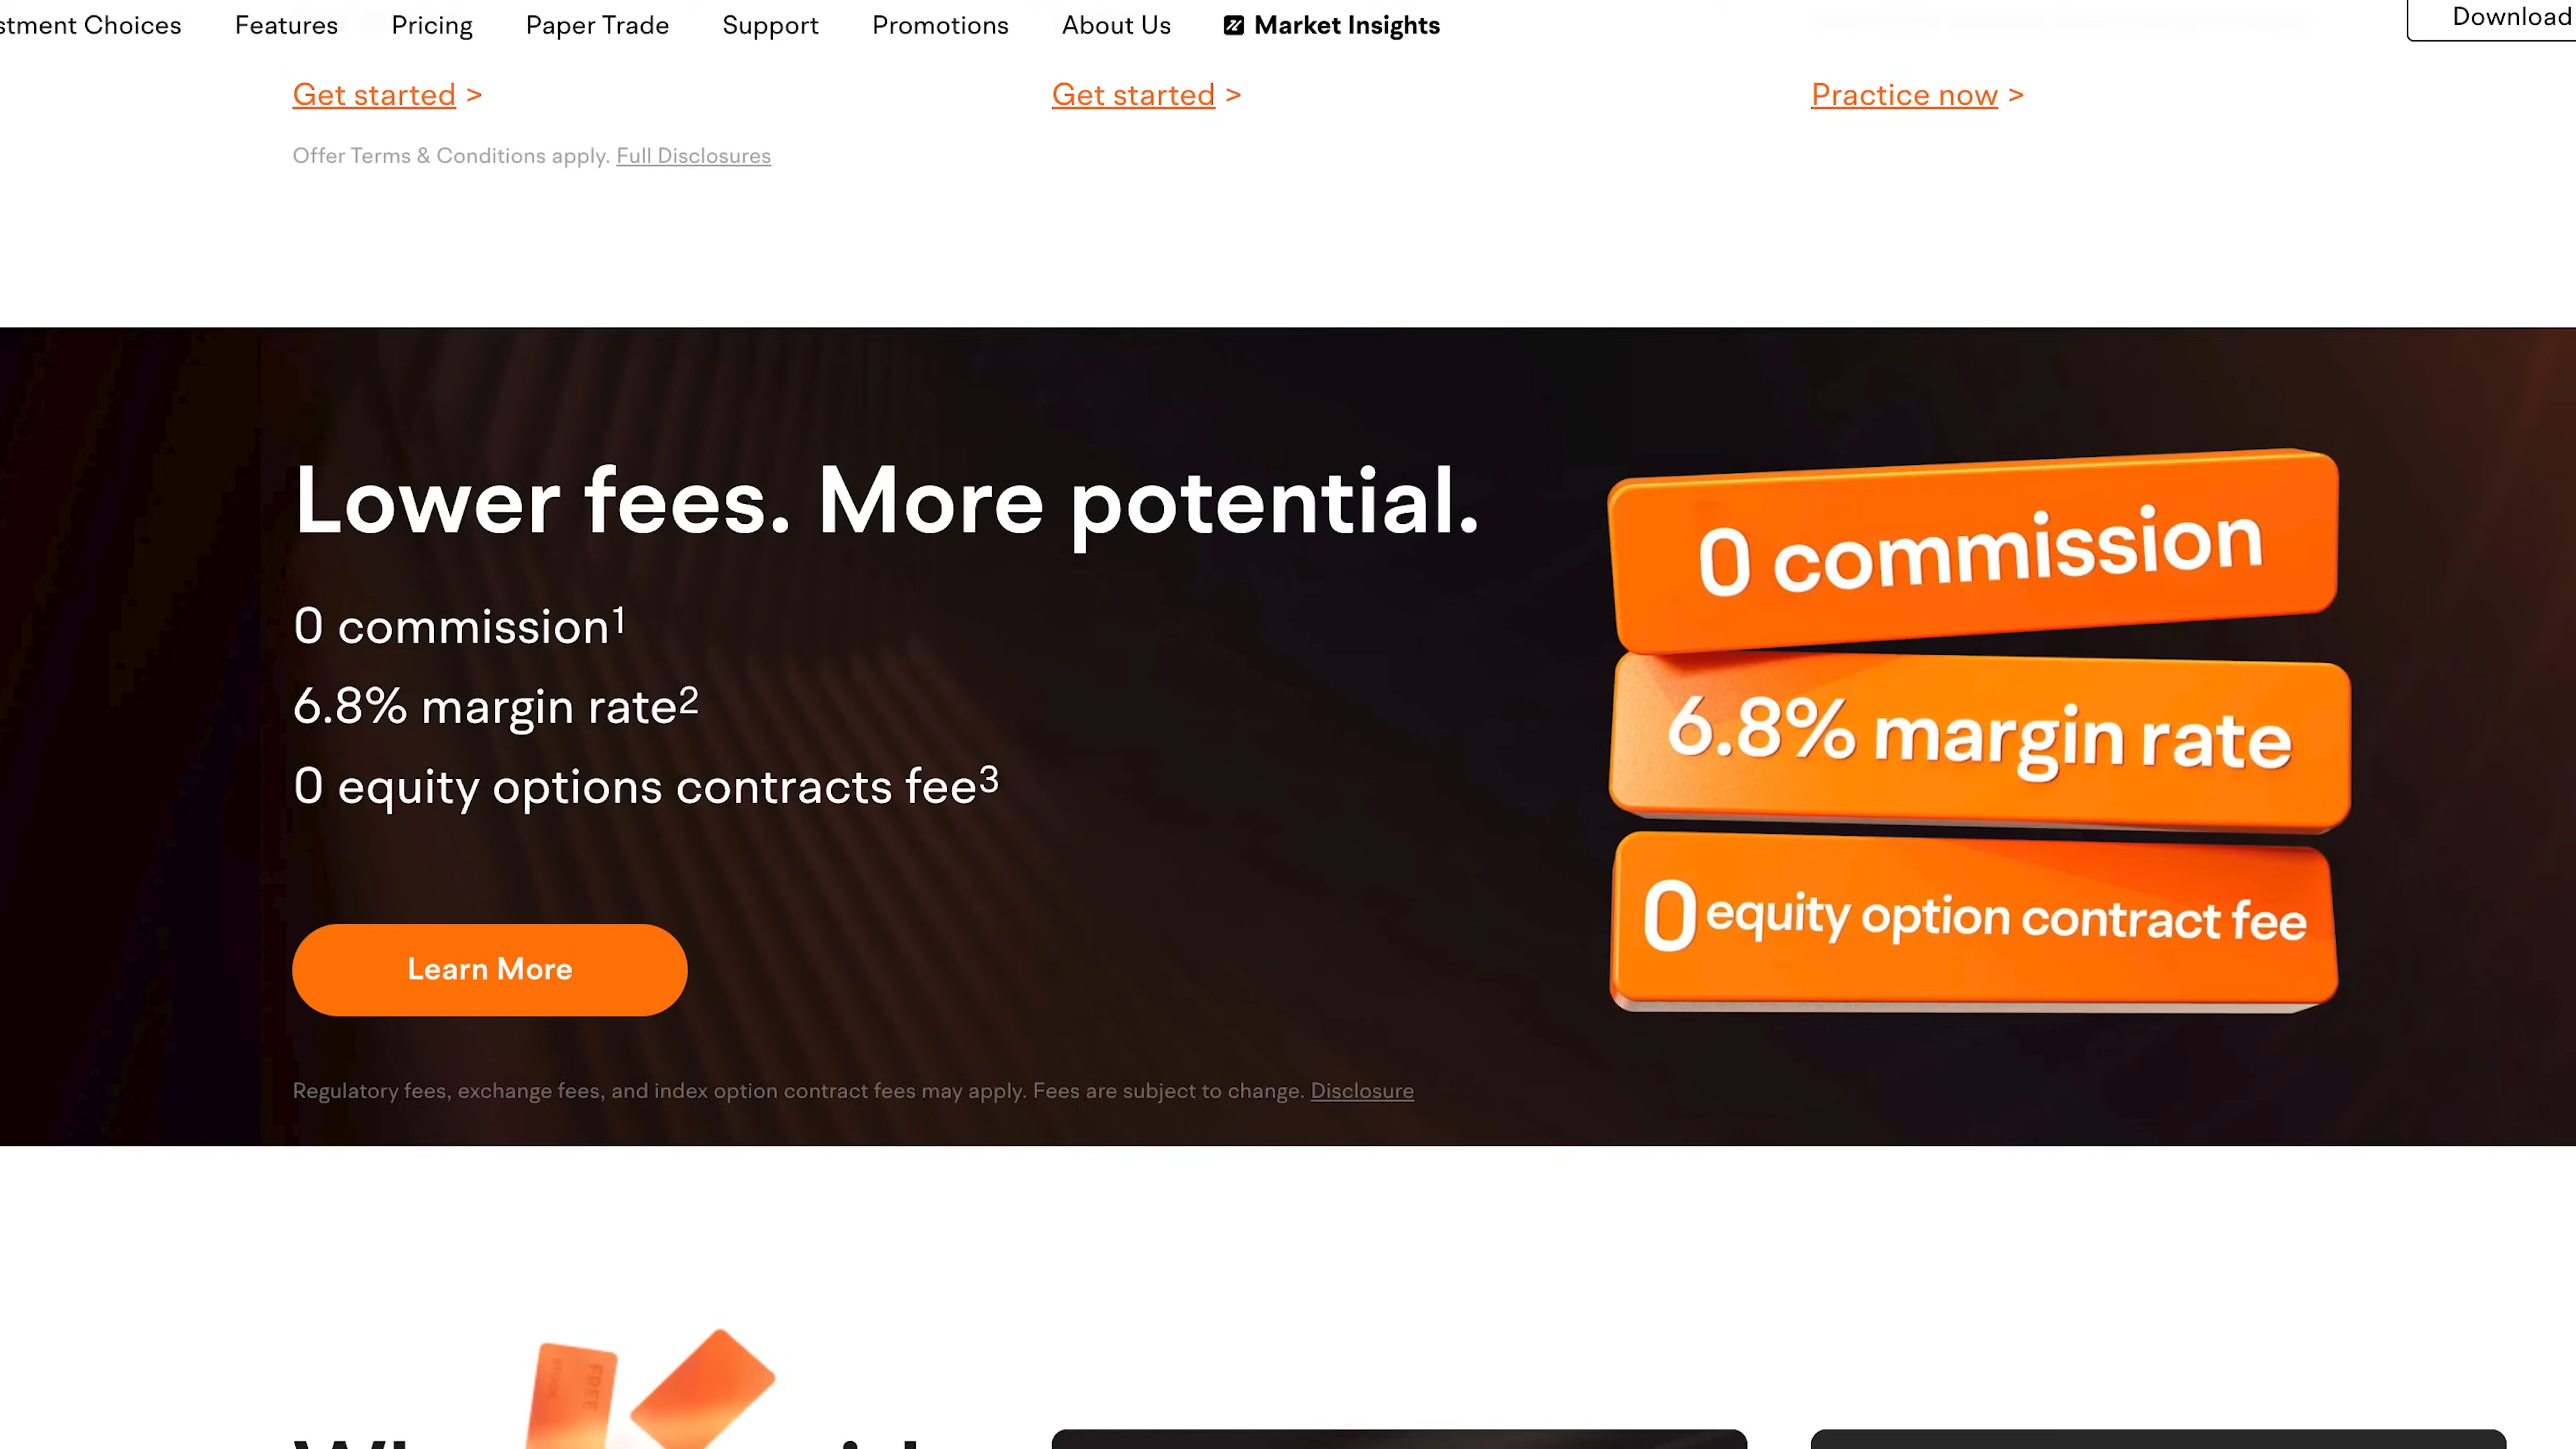 stment Choices Features Pricing Paper Trade Support Promotions About Us Market Insights Download
Get started > Get started > Practice now >
Offer Terms & Conditions apply. Full Disclosures
Lower fees. More potential.
0 commission¹
6.8% margin rate²
0 equity options contracts fee³
Learn More
Regulatory fees, exchange fees, and index option contract fees may apply. Fees are subject to change. Disclosure
0 commission
6.8% margin rate
0 equity option contract fee
FREE